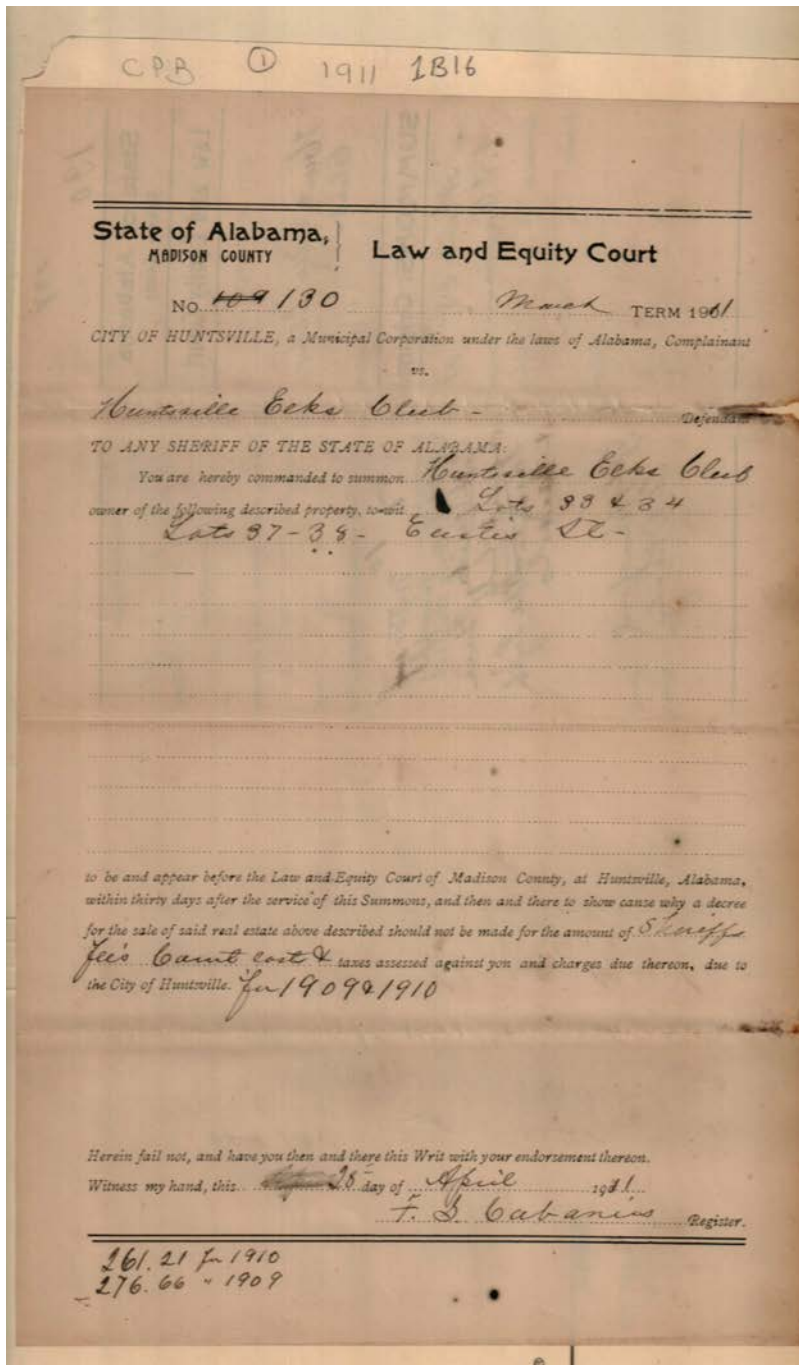 CPB ① 1911 1B16
State of Alabama,
MADISON COUNTY
Law and Equity Court
No. 109 130 March TERM 1911
CITY OF HUNTSVILLE, a Municipal Corporation under the laws of Alabama, Complainant
vs.
Huntsville Elks Club - Defendant
TO ANY SHERIFF OF THE STATE OF ALABAMA:
You are hereby commanded to summon Huntsville Elks Club
owner of the following described property, to-wit Lots 33 & 34
Lots 37-38- Eustis St-
to be and appear before the Law and Equity Court of Madison County, at Huntsville, Alabama,
within thirty days after the service of this Summons, and then and there to show cause why a decree
for the sale of said real estate above described should not be made for the amount of Sheriffs
fee's Court cost & taxes assessed against you and charges due thereon, due to
the City of Huntsville. for 1909 & 1910
Herein fail not, and have you then and there this Writ with your endorsement thereon.
Witness my hand, this 28 day of April 1911
F. G. Cabaniss Register.
261.21 for 1910
276.66 " 1909